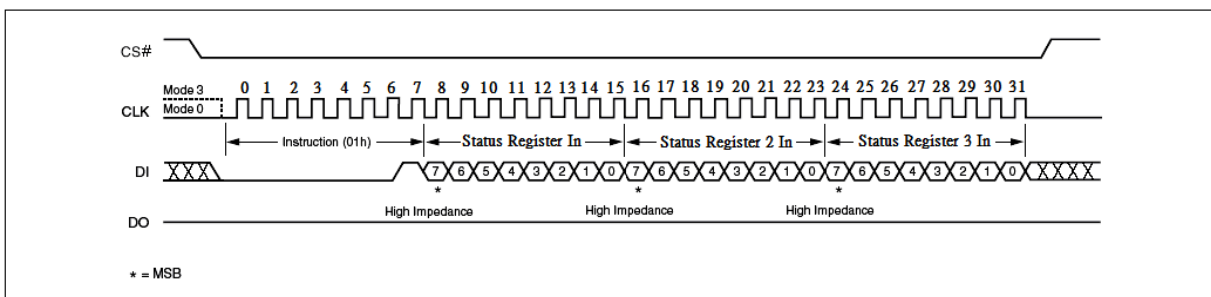 CS#
Mode 3
0 1 2 3 4 5 6 7 8 9 10 11 12 13 14 15 16 17 18 19 20 21 22 23 24 25 26 27 28 29 30 31
CLK
Mode 0
Instruction (01h) Status Register In Status Register 2 In Status Register 3 In
DI 7 6 5 4 3 2 1 0 7 6 5 4 3 2 1 0 7 6 5 4 3 2 1 0
* * *
High Impedance High Impedance High Impedance
DO
* = MSB